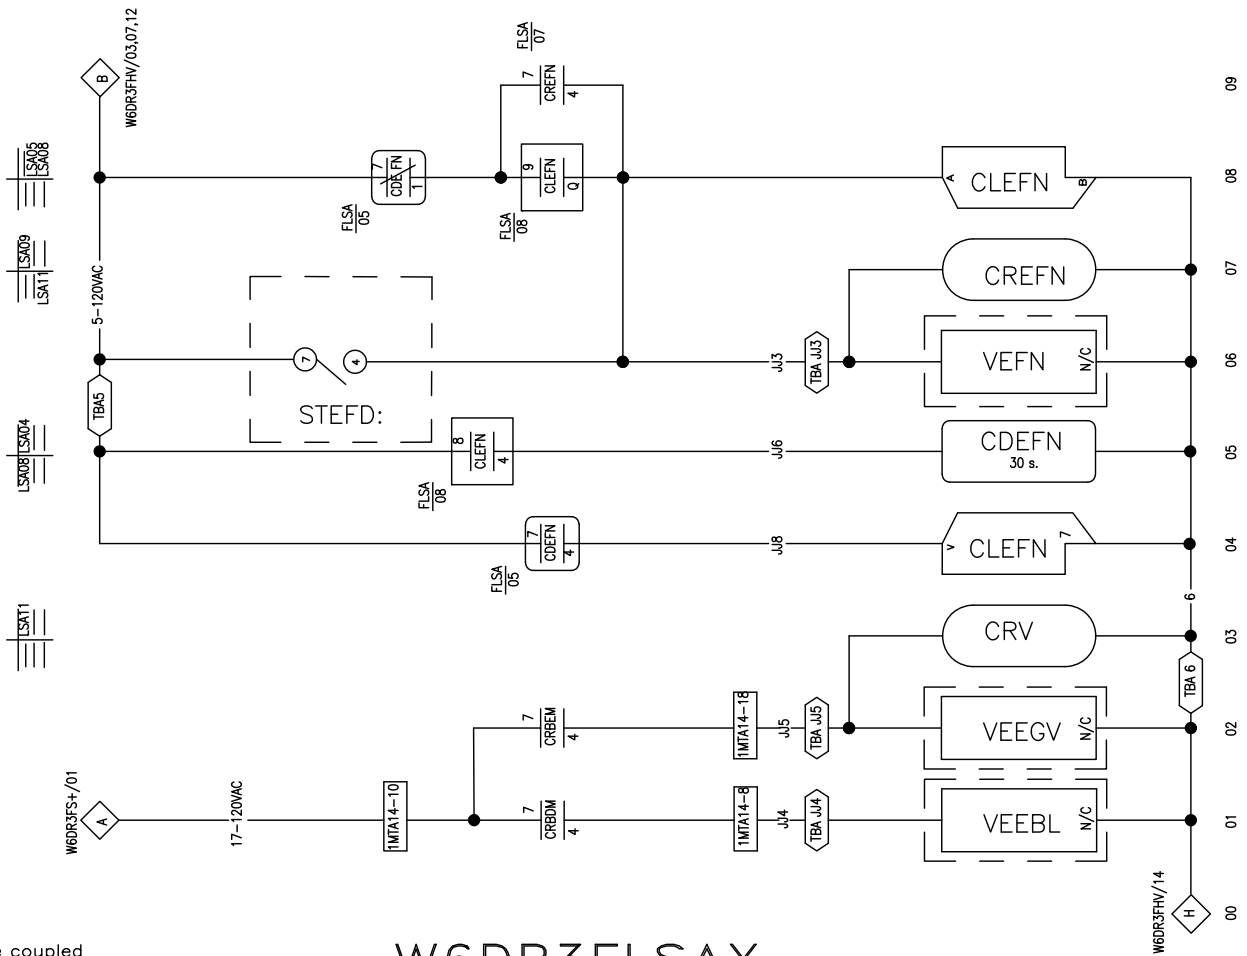 B
W6DR3FHV/03,07,12
LSA05
LSA08
LSA09
LSA11
LSA04
LSA08
LSA11
5-120VAC
TBA5
FLSA
07
7
CREFN
4
7
CDEFN
1
FLSA
05
9
CLEFN
Q
FLSA
08
A
CLEFN
B
08
09
CREFN
07
7
4
STEFD:
JJ3
TBA JJ3
VEFN
N/C
06
8
CLEFN
4
FLSA
08
JJ6
CDEFN
30 s.
05
7
CDEFN
4
FLSA
05
JJ8
V
CLEFN
7
04
6
CRV
03
TBA 6
7
CRBEM
4
1MTA14-18
JJ5
TBA JJ5
VEEGV
N/C
02
W6DR3FS+/01
A
17-120VAC
1MTA14-10
7
CRBDM
4
1MTA14-8
JJ4
TBA JJ4
VEEBL
N/C
01
W6DR3FHV/14
H
00
coupled